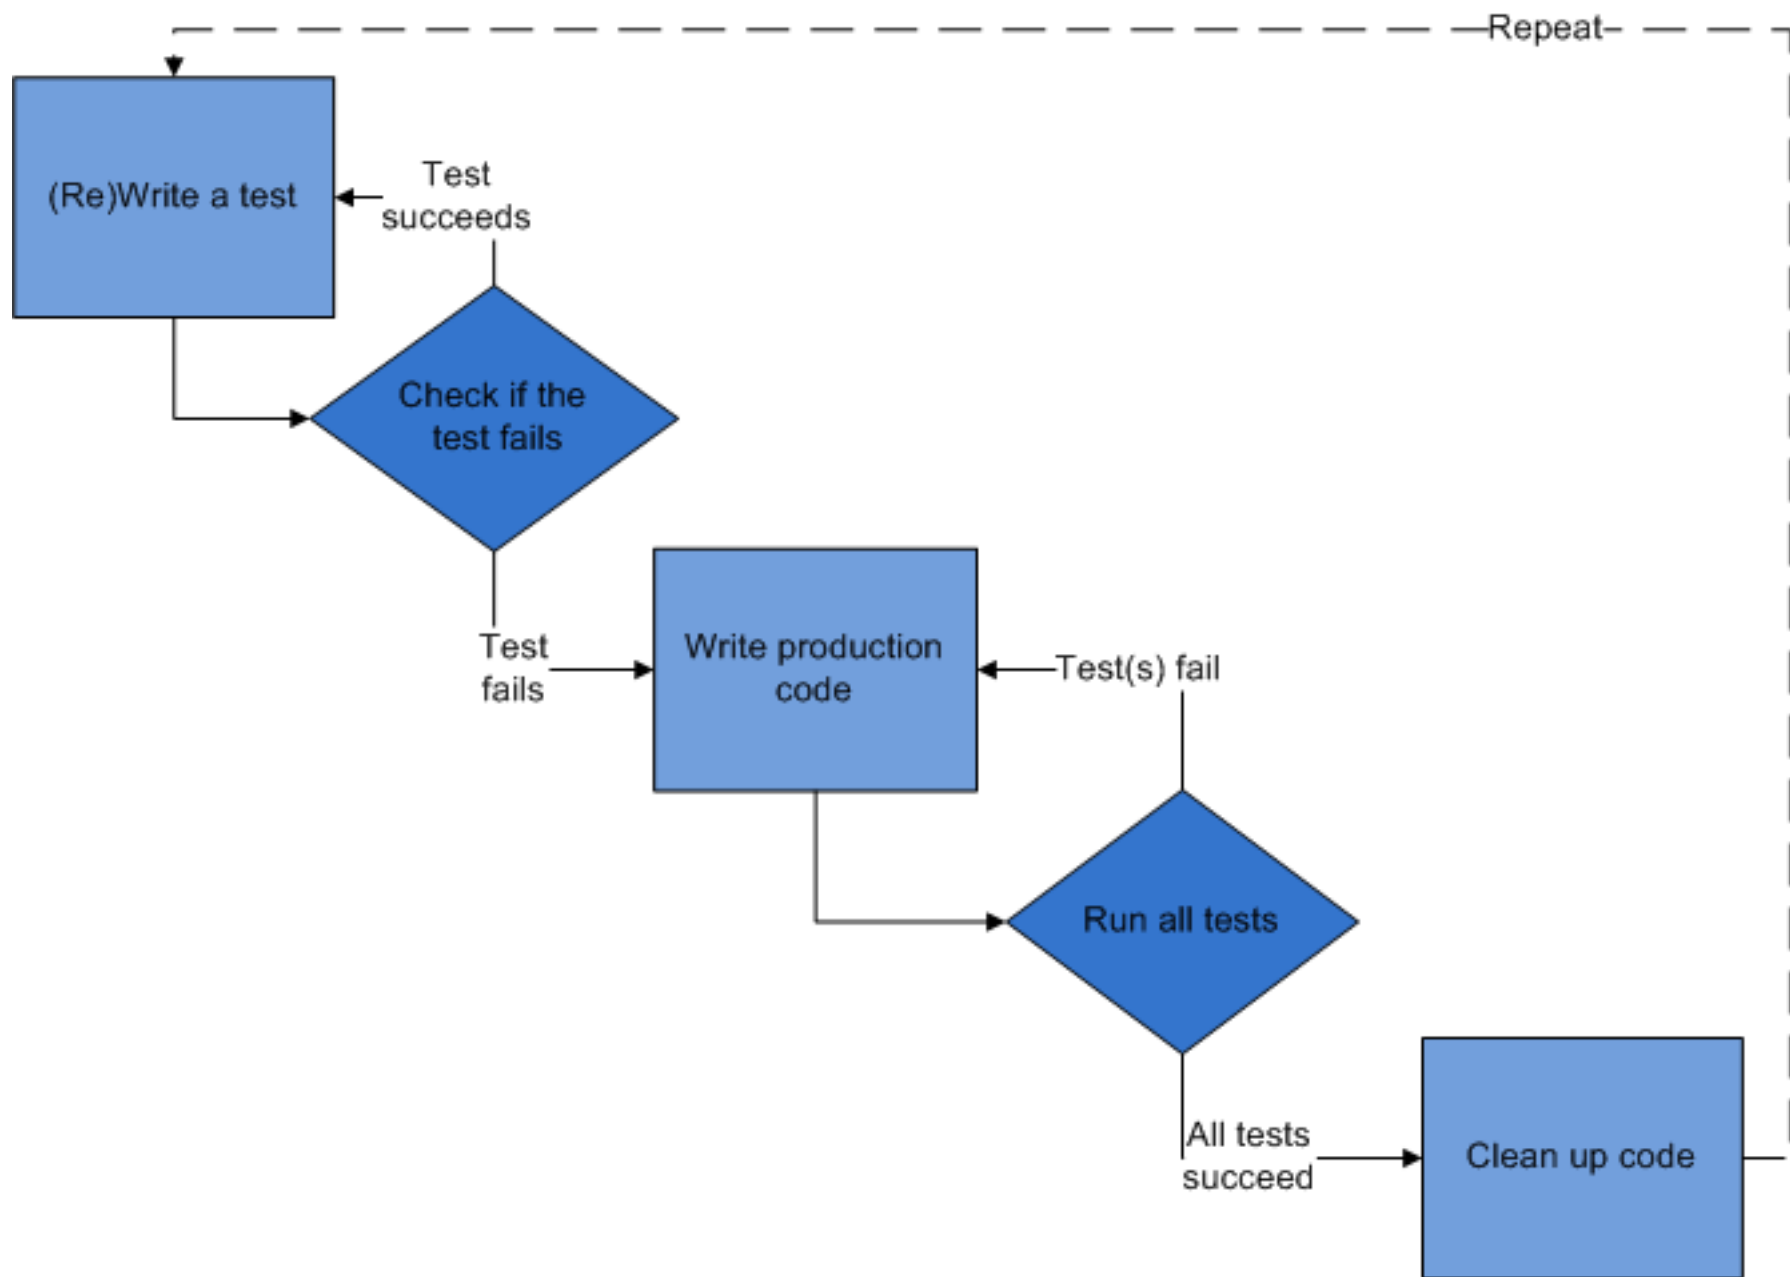 Repeat
(Re)Write a test
Test
succeeds
Check if the
test fails
Test
fails
Write production
code
Test(s) fail
Run all tests
All tests
succeed
Clean up code